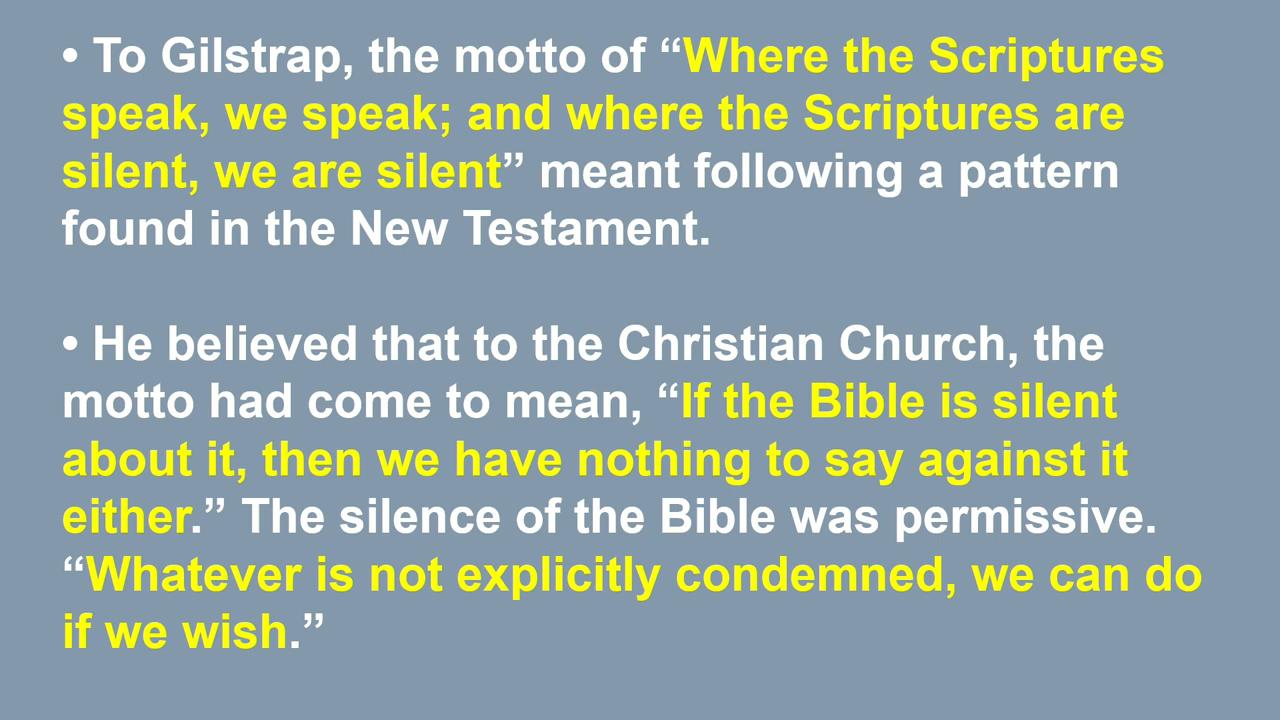 • To Gilstrap, the motto of “Where the Scriptures
speak, we speak; and where the Scriptures are
silent, we are silent” meant following a pattern
found in the New Testament.
• He believed that to the Christian Church, the
motto had come to mean, “If the Bible is silent
about it, then we have nothing to say against it
either.” The silence of the Bible was permissive.
“Whatever is not explicitly condemned, we can do
if we wish.”